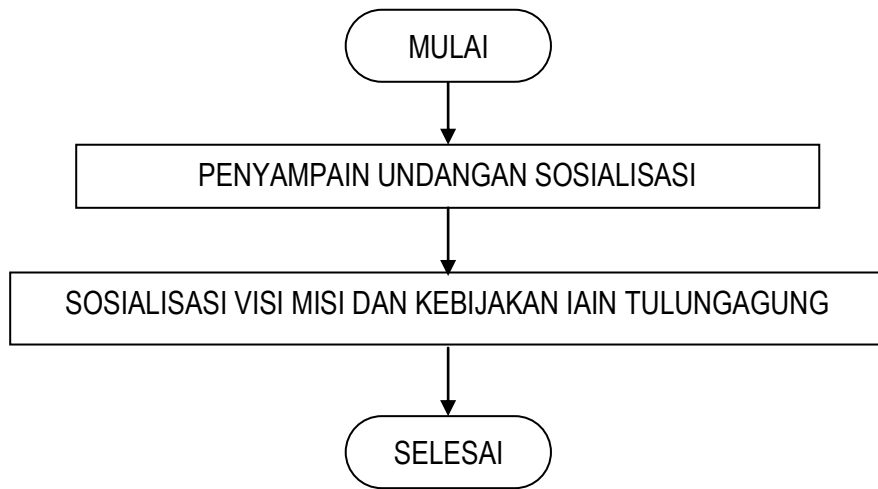 MULAI
PENYAMPAIN UNDANGAN SOSIALISASI
SOSIALISASI VISI MISI DAN KEBIJAKAN IAIN TULUNGAGUNG
SELESAI